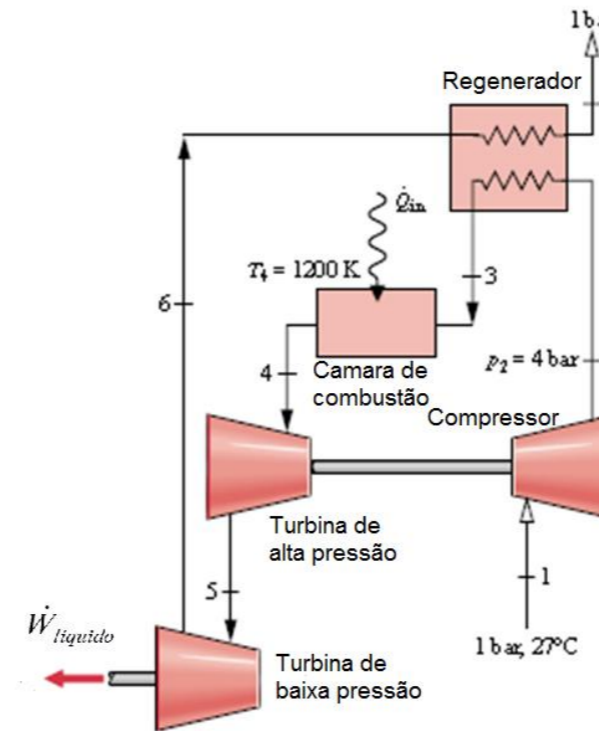 1b
Regenerador
Q̇in
T4 = 1200 K
3
6
4
Camara de
combustão
p2 = 4 bar
Compressor
Turbina de
alta pressão
5
1
Ẇliquido
1 bar, 27°C
Turbina de
baixa pressão